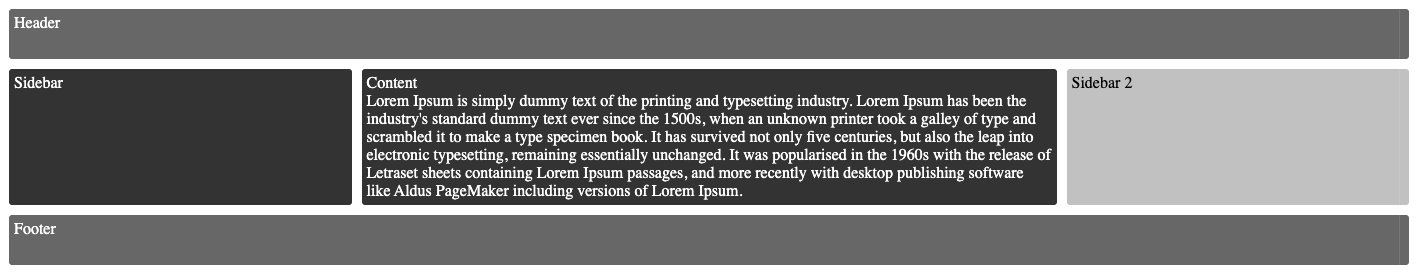 Header
Sidebar
Content
Lorem Ipsum is simply dummy text of the printing and typesetting industry. Lorem Ipsum has been the
industry's standard dummy text ever since the 1500s, when an unknown printer took a galley of type and
scrambled it to make a type specimen book. It has survived not only five centuries, but also the leap into
electronic typesetting, remaining essentially unchanged. It was popularised in the 1960s with the release of
Letraset sheets containing Lorem Ipsum passages, and more recently with desktop publishing software
like Aldus PageMaker including versions of Lorem Ipsum.
Sidebar 2
Footer